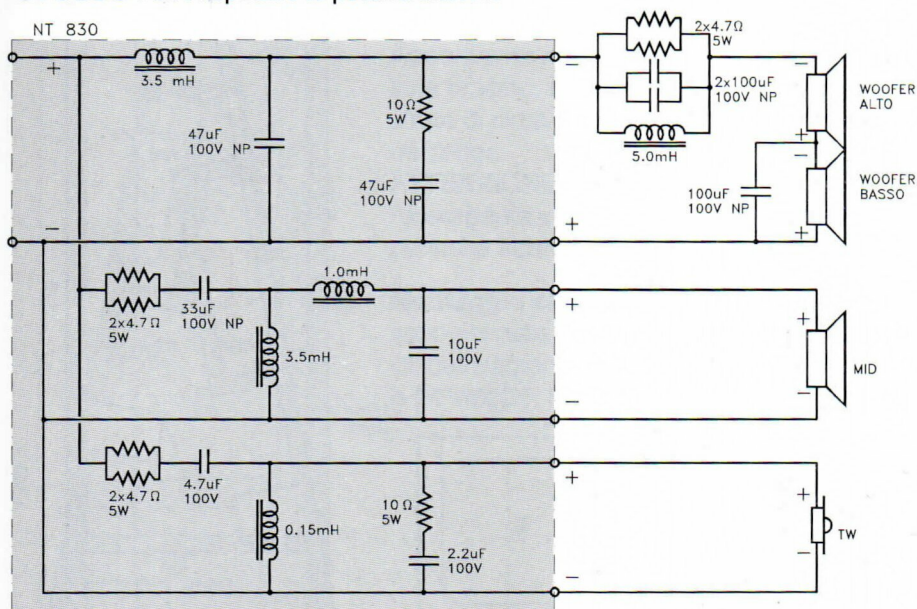 NT 830
+
3.5 mH
47uF
100V NP
10Ω
5W
47uF
100V NP
−
2x4.7Ω
5W
2x100uF
100V NP
5.0mH
−
WOOFER
ALTO
+
−
WOOFER
BASSO
100uF
100V NP
+
−
+
2x4.7Ω
5W
33uF
100V NP
1.0mH
3.5mH
10uF
100V
+
+
MID
−
−
2x4.7Ω
5W
4.7uF
100V
0.15mH
10Ω
5W
2.2uF
100V
+
+
TW
−
−